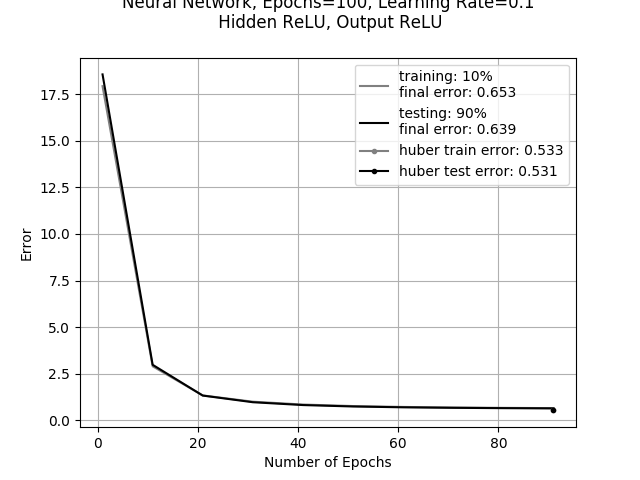 Neural Network, Epochs=100, Learning Rate=0.1
Hidden ReLU, Output ReLU
training: 10%
final error: 0.653
testing: 90%
final error: 0.639
huber train error: 0.533
huber test error: 0.531
17.5
15.0
12.5
10.0
7.5
5.0
2.5
0.0
Error
0 20 40 60 80
Number of Epochs